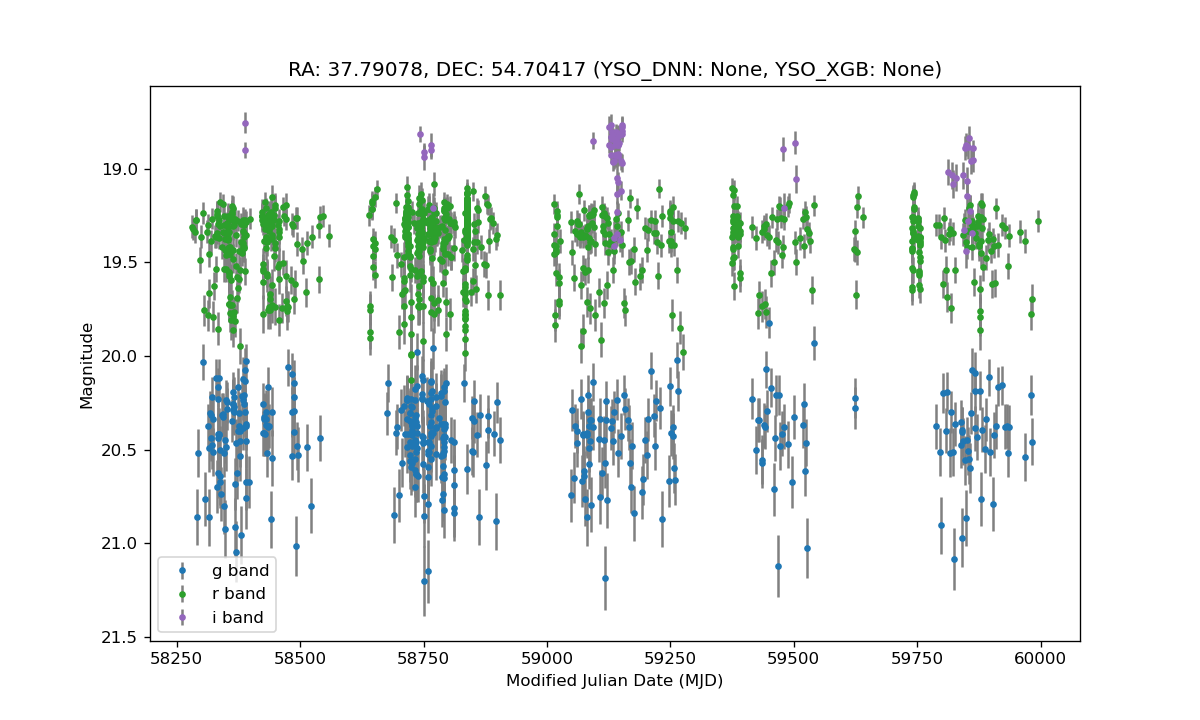 RA: 37.79078, DEC: 54.70417 (YSO_DNN: None, YSO_XGB: None)
19.0
19.5
20.0
20.5
21.0
21.5
Magnitude
g band
r band
i band
58250 58500 58750 59000 59250 59500 59750 60000
Modified Julian Date (MJD)